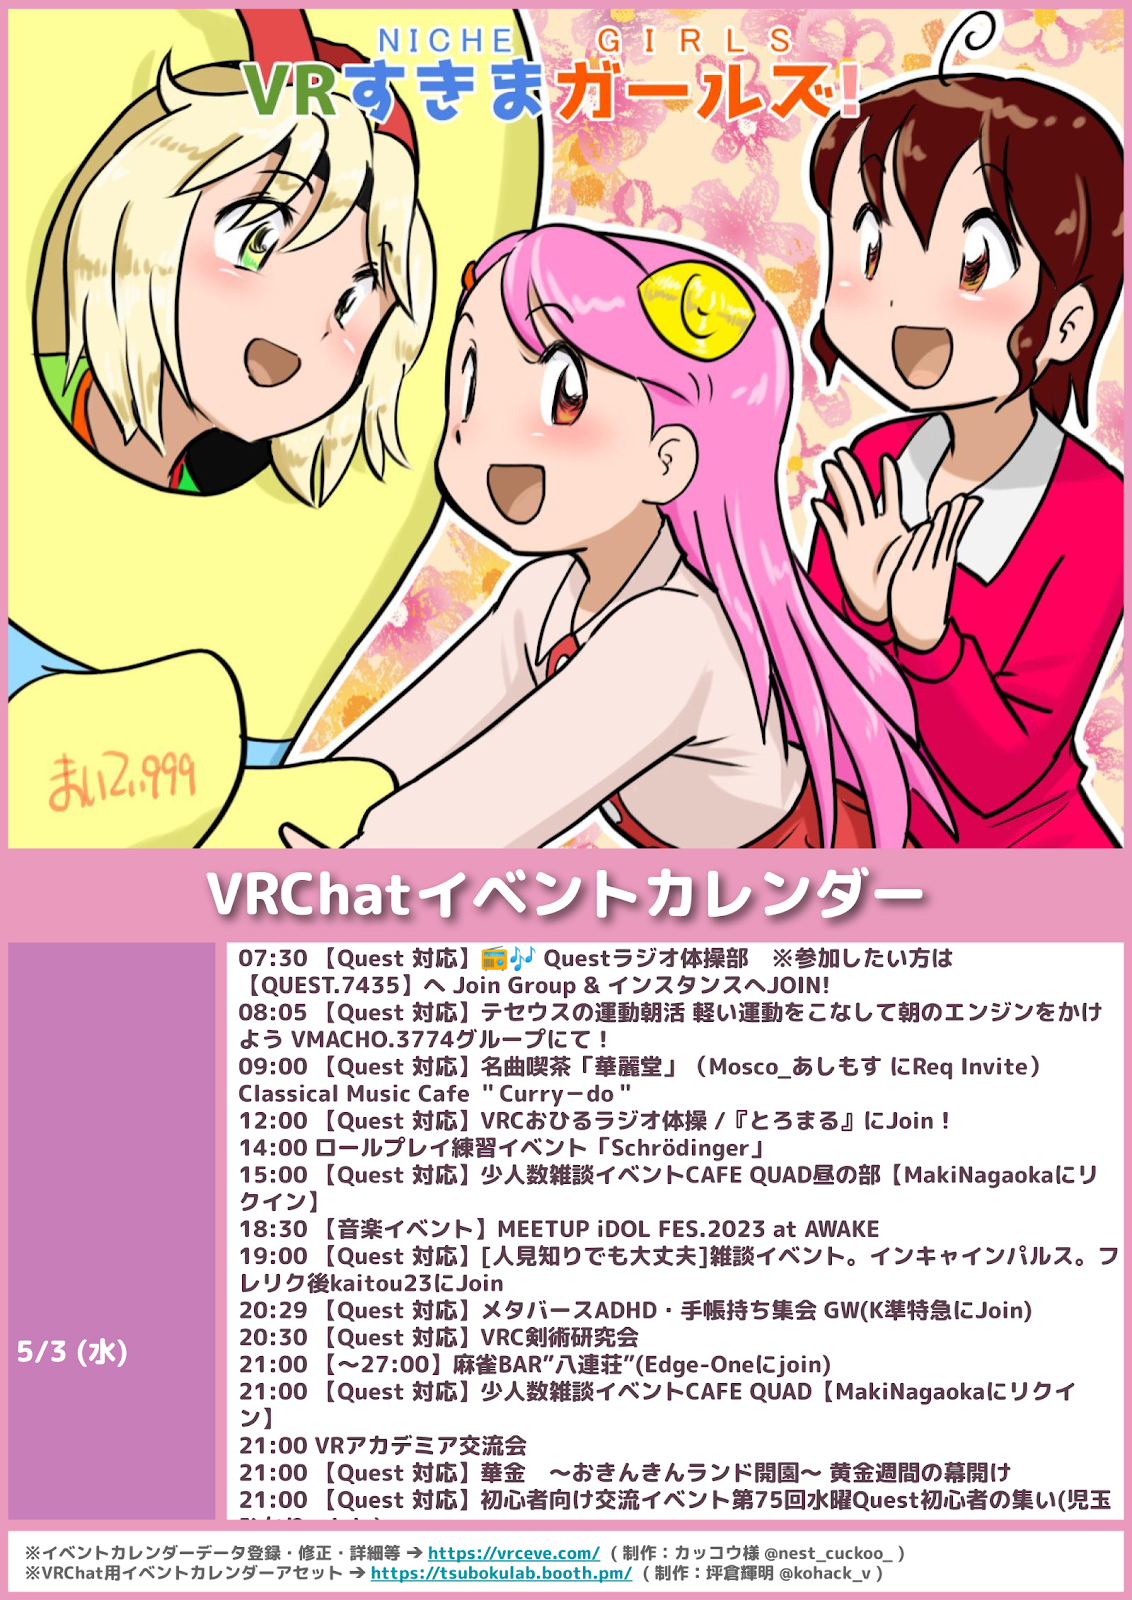 NICHE GIRLS
VRすきまガールズ!
まいてい999
VRChatイベントカレンダー
5/3 (水)
07:30 【Quest 対応】📻🎶 Questラジオ体操部　※参加したい方は
【QUEST.7435】へ Join Group & インスタンスへJOIN!
08:05 【Quest 対応】テセウスの運動朝活 軽い運動をこなして朝のエンジンをかけ
よう VMACHO.3774グループにて！
09:00 【Quest 対応】名曲喫茶「華麗堂」（Mosco_あしもす にReq Invite）
Classical Music Cafe ＂Curry－do＂
12:00 【Quest 対応】VRCおひるラジオ体操 /『とろまる』にJoin！
14:00 ロールプレイ練習イベント「Schrödinger」
15:00 【Quest 対応】少人数雑談イベントCAFE QUAD昼の部【MakiNagaokaにリ
クイン】
18:30 【音楽イベント】MEETUP iDOL FES.2023 at AWAKE
19:00 【Quest 対応】[人見知りでも大丈夫]雑談イベント。インキャインパルス。フ
レリク後kaitou23にJoin
20:29 【Quest 対応】メタバースADHD・手帳持ち集会 GW(K準特急にJoin)
20:30 【Quest 対応】VRC剣術研究会
21:00 【～27:00】麻雀BAR”八連荘”(Edge-Oneにjoin)
21:00 【Quest 対応】少人数雑談イベントCAFE QUAD【MakiNagaokaにリクイ
ン】
21:00 VRアカデミア交流会
21:00 【Quest 対応】華金　～おきんきんランド開園～ 黄金週間の幕開け
21:00 【Quest 対応】初心者向け交流イベント第75回水曜Quest初心者の集い(児玉
※イベントカレンダーデータ登録・修正・詳細等 ➔ https://vrceve.com/ （制作：カッコウ様 @nest_cuckoo_ ）
※VRChat用イベントカレンダーアセット ➔ https://tsubokulab.booth.pm/ （制作：坪倉輝明 @kohack_v ）